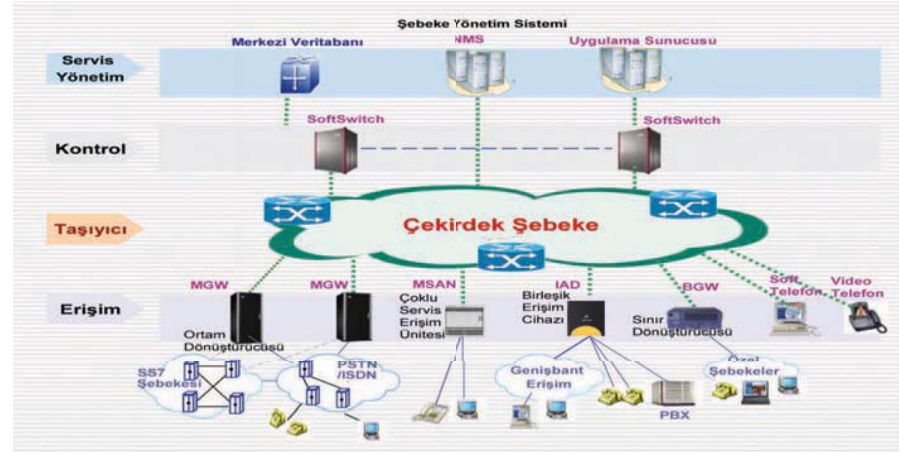 Şebeke Yönetim Sistemi
Merkezi Veritabanı
NMS
Uygulama Sunucusu
Servis
Yönetim
SoftSwitch
SoftSwitch
Kontrol
Taşıyıcı
Çekirdek Şebeke
MGW
MGW
MSAN
IAD
BGW
Soft
Telefon
Video
Telefon
Erişim
Ortam
Dönüştürücüsü
Çoklu
Servis
Erişim
Ünitesi
Birleşik
Erişim
Cihazı
Sınır
Dönüştürücüsü
SS7
Şebekesi
PSTN
/ISDN
Genişbant
Erişim
PBX
Özel
Şebekeler